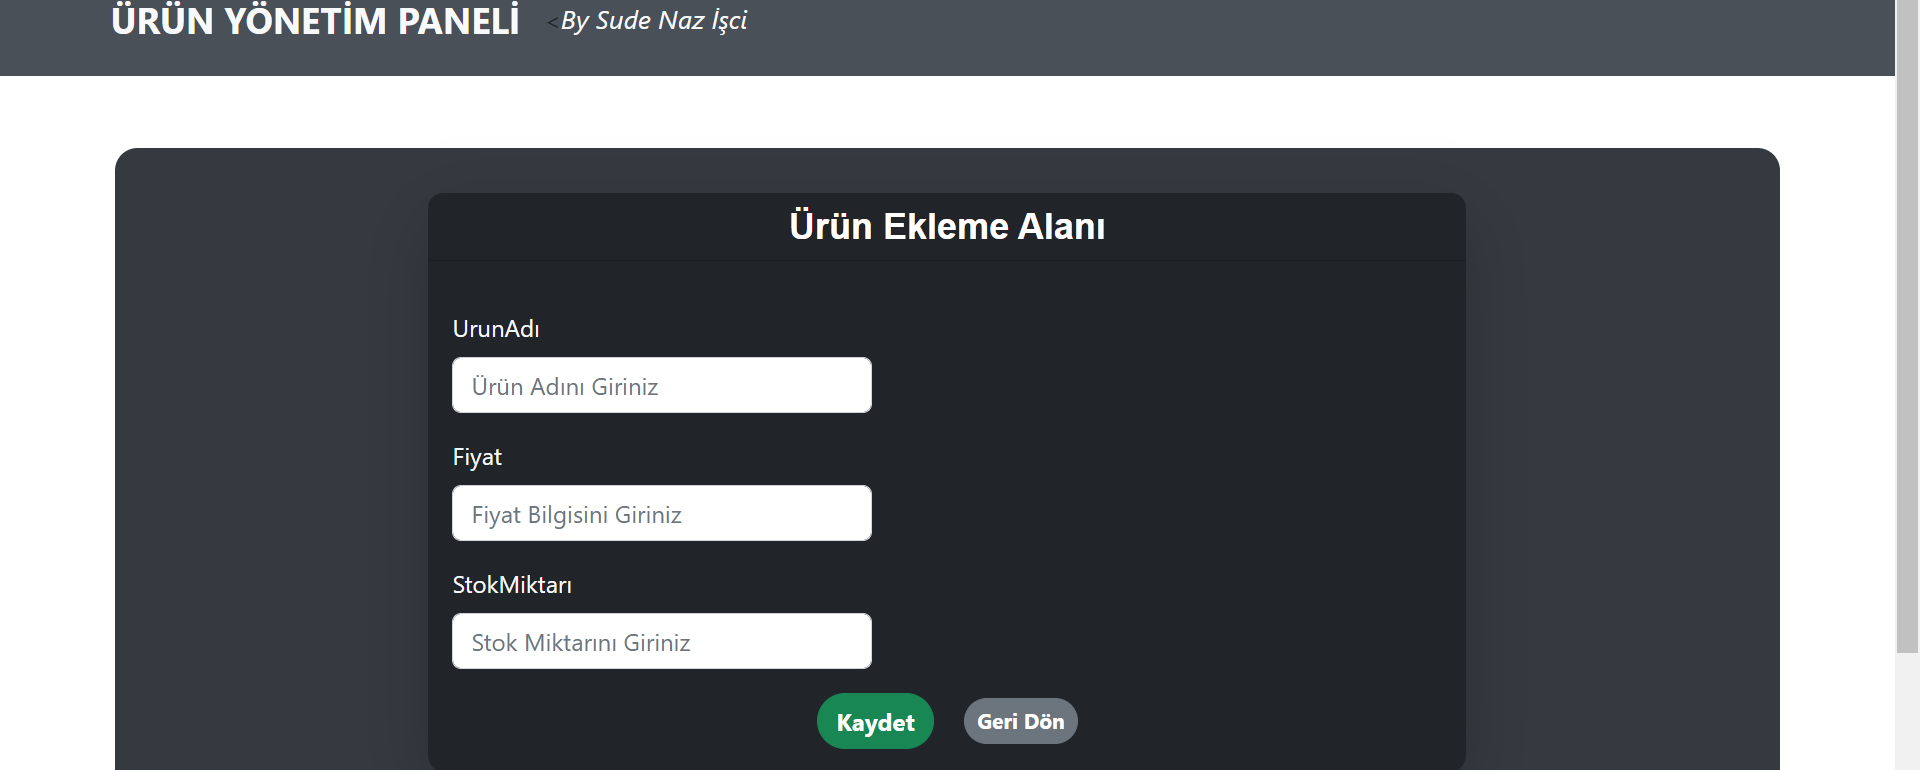 ÜRÜN YÖNETİM PANELİ <By Sude Naz İşci
Ürün Ekleme Alanı
UrunAdı
Ürün Adını Giriniz
Fiyat
Fiyat Bilgisini Giriniz
StokMiktarı
Stok Miktarını Giriniz
Kaydet Geri Dön